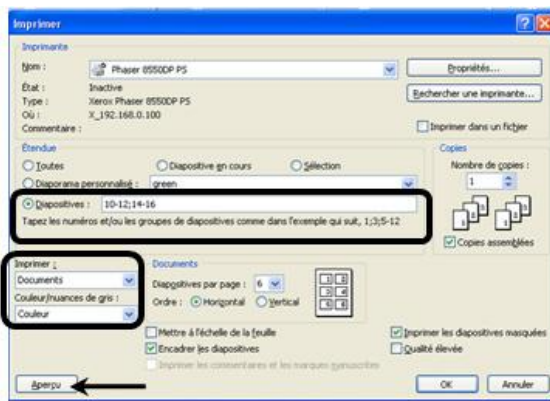 Imprimer
Imprimante
Nom : Phaser 8550DP PS
Propriétés...
État : Inactive
Type : Xerox Phaser 8550DP PS
Rechercher une imprimante...
Où : X_192.168.0.100
Commentaire :
Imprimer dans un fichier
Étendue
Copies
Toutes Diapositive en cours Sélection
Nombre de copies :
Diaporama personnalisé : green
1
Diapositives : 10-12;14-16
Tapez les numéros et/ou les groupes de diapositives comme dans l'exemple qui suit, 1;3;5-12
Copies assemblées
Imprimer :
Documents
Documents
Diapositives par page : 6
Couleur/nuances de gris :
Ordre : Horizontal Vertical
Couleur
Mettre à l'échelle de la feuille
Imprimer les diapositives masquées
Encadrer les diapositives
Qualité élevée
Imprimer les commentaires et les marques manuscrites
Aperçu
OK Annuler